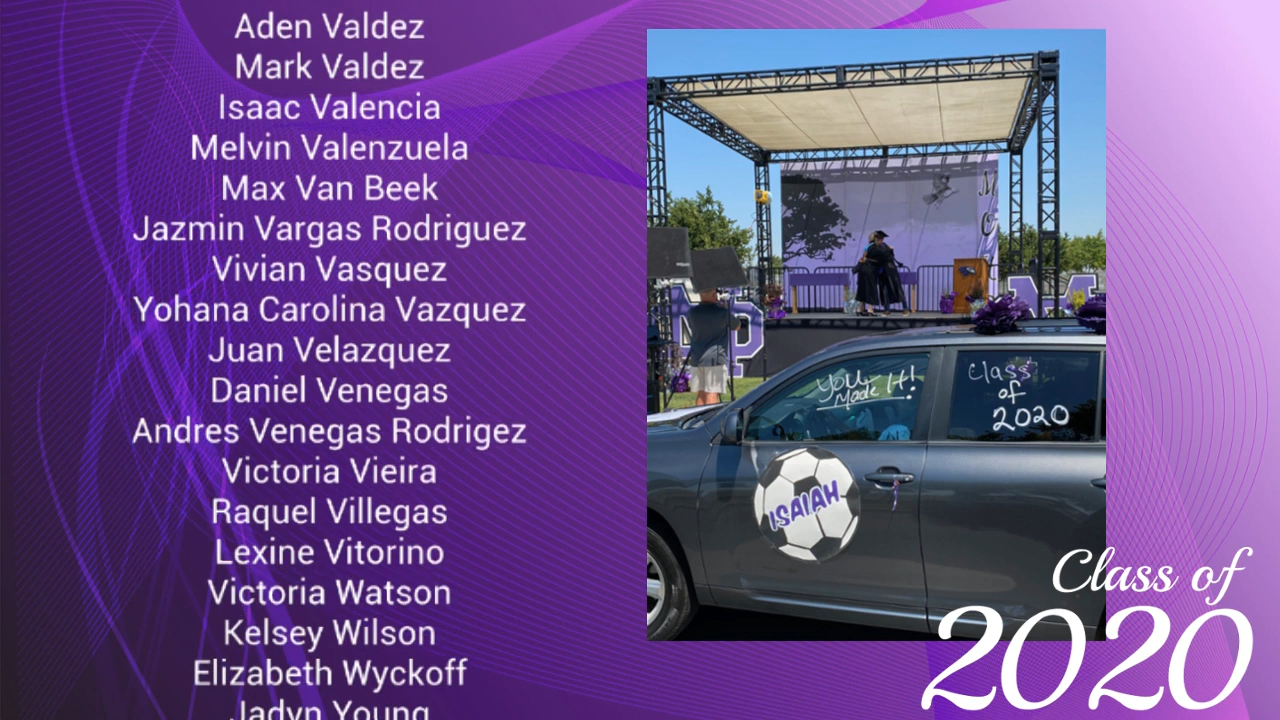 Aden Valdez
Mark Valdez
Isaac Valencia
Melvin Valenzuela
Max Van Beek
Jazmin Vargas Rodriguez
Vivian Vasquez
Yohana Carolina Vazquez
Juan Velazquez
Daniel Venegas
Andres Venegas Rodrigez
Victoria Vieira
Raquel Villegas
Lexine Vitorino
Victoria Watson
Kelsey Wilson
Elizabeth Wyckoff
Jadyn Young
You
Made It!
Class
of
2020
ISAIAH
Class of
2020